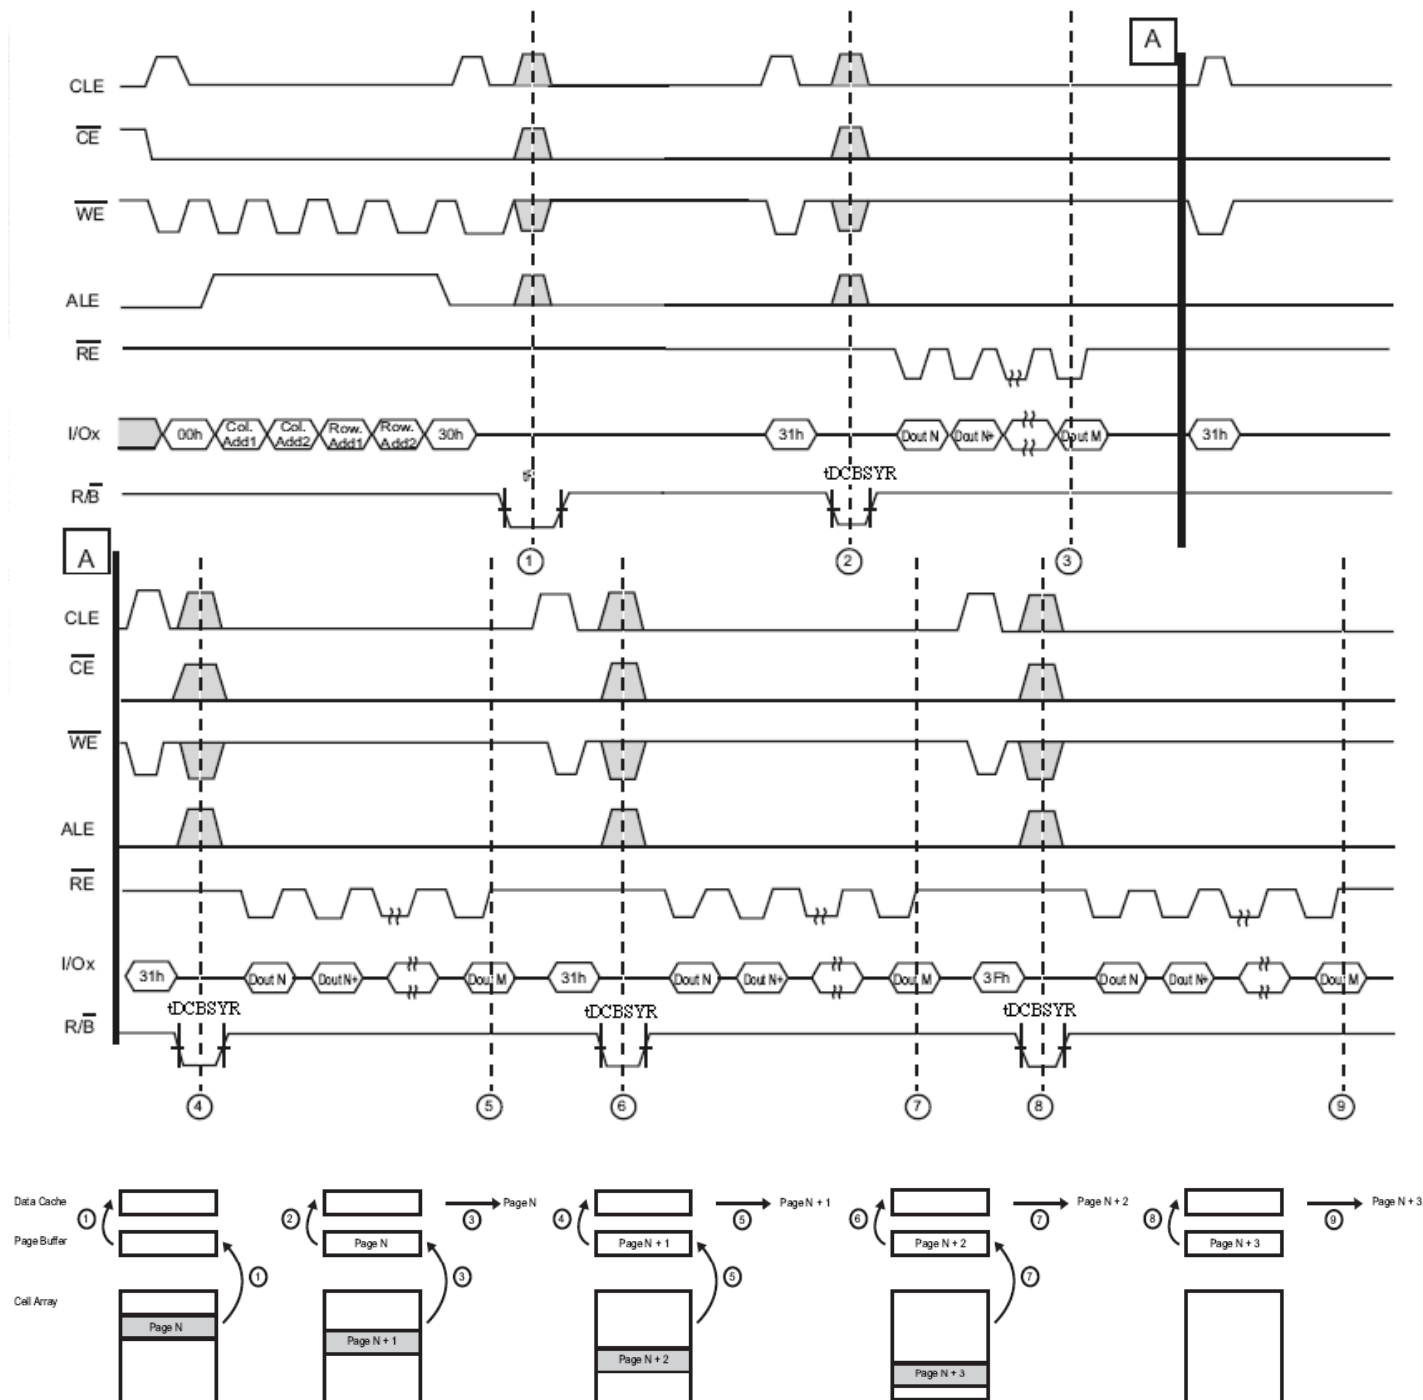 A
CLE
CE
WE
ALE
RE
I/Ox 00h Col. Add1 Col. Add2 Row. Add1 Row. Add2 30h 31h Dout N Dout N+ Dout M 31h
tDCBSYR
R/B
1 2 3
A
CLE
CE
WE
ALE
RE
I/Ox 31h Dout N Dout N+ Dout M 31h Dout N Dout N+ Dout M 3Fh Dout N Dout N+ Dout M
tDCBSYR tDCBSYR tDCBSYR
R/B
4 5 6 7 8 9
Data Cache 1 2 3 Page N 4 5 Page N + 1 6 7 Page N + 2 8 9 Page N + 3
Page Buffer Page N Page N + 1 Page N + 2 Page N + 3
1 3 5 7
Cell Array
Page N Page N + 1 Page N + 2 Page N + 3